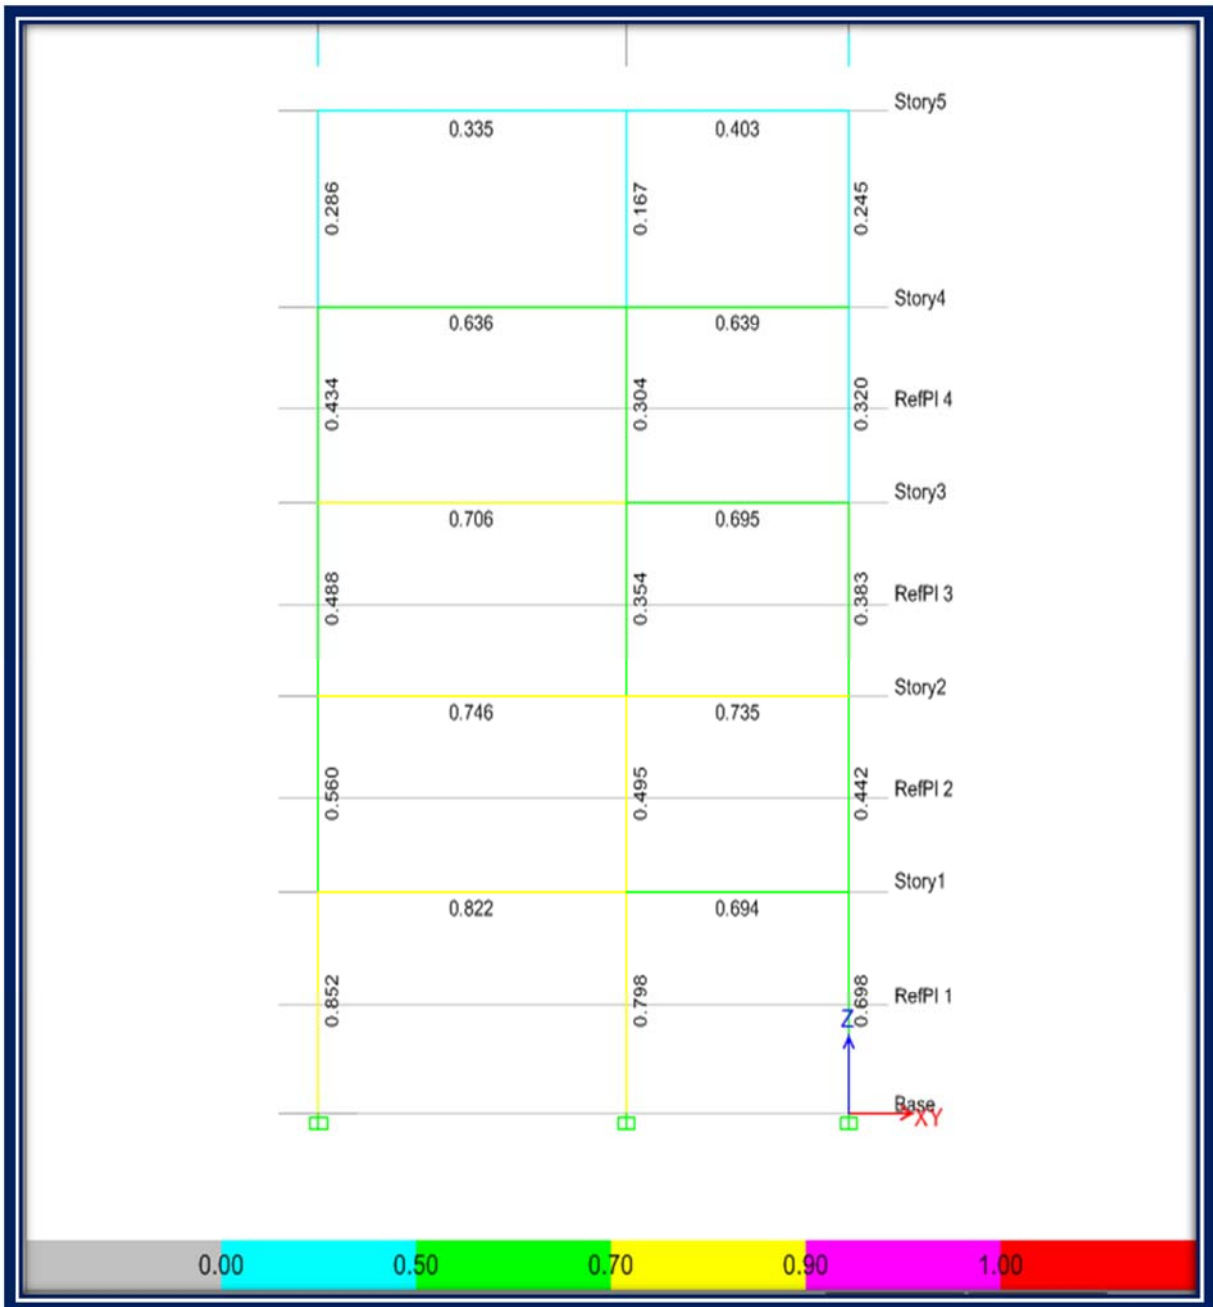 Story5
0.335 0.403
0.286 0.167 0.245
Story4
0.636 0.639
0.434 0.304 0.320 RefPl 4
Story3
0.706 0.695
0.488 0.354 0.383 RefPl 3
Story2
0.746 0.735
0.560 0.495 0.442 RefPl 2
Story1
0.822 0.694
0.852 0.798 0.698 RefPl 1
Z
Base
XY
0.00 0.50 0.70 0.90 1.00